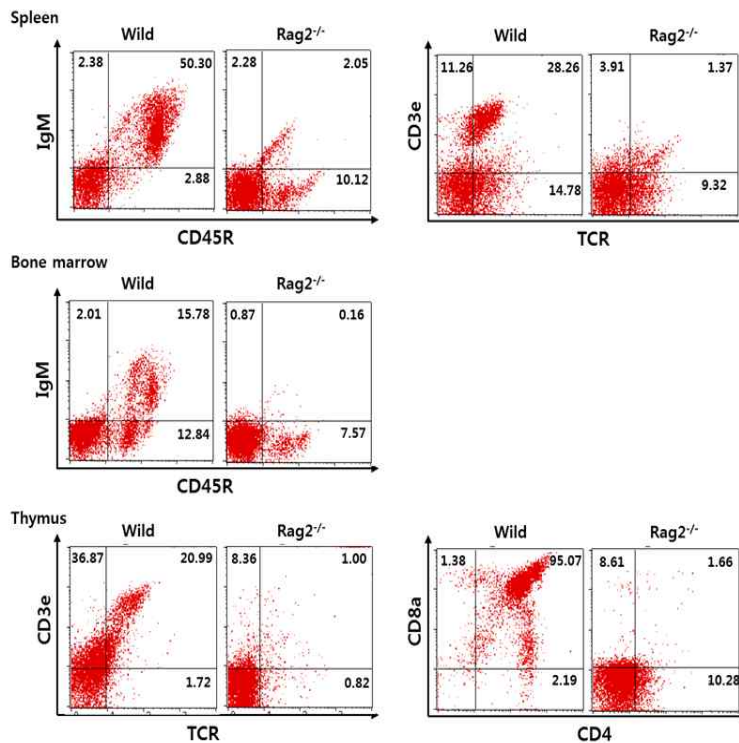 Spleen
Wild Rag2-/- Wild Rag2-/-
2.38 50.30 2.28 2.05 11.26 28.26 3.91 1.37
IgM CD3e
2.88 10.12 14.78 9.32
CD45R TCR
Bone marrow
Wild Rag2-/-
2.01 15.78 0.87 0.16
IgM
12.84 7.57
CD45R
Thymus
Wild Rag2-/- Wild Rag2-/-
36.87 20.99 8.36 1.00 1.38 95.07 8.61 1.66
CD3e CD8a
1.72 0.82 2.19 10.28
TCR CD4